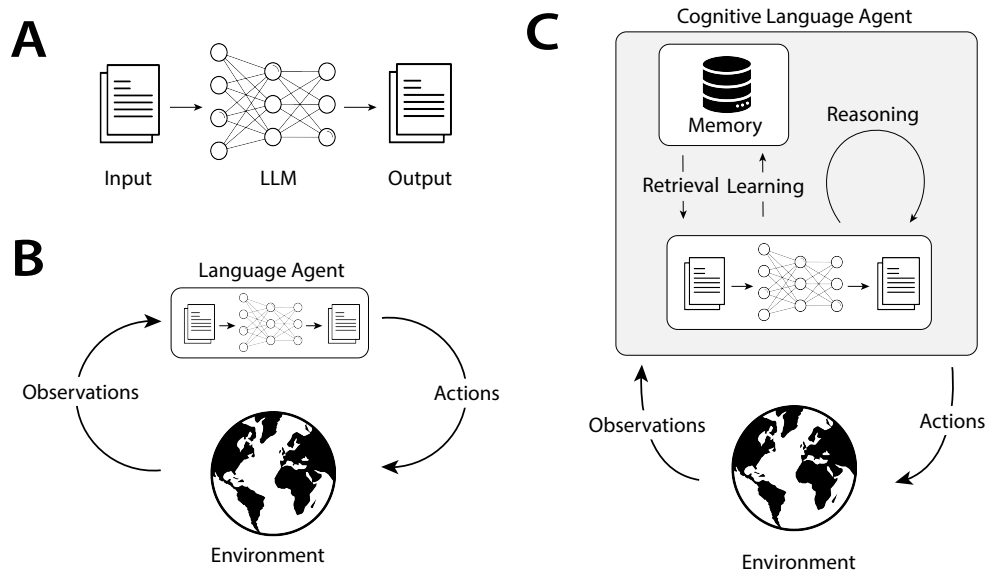 A
Input
LLM
Output
B
Language Agent
Observations
Actions
Environment
C
Cognitive Language Agent
Memory
Reasoning
Retrieval
Learning
Observations
Actions
Environment